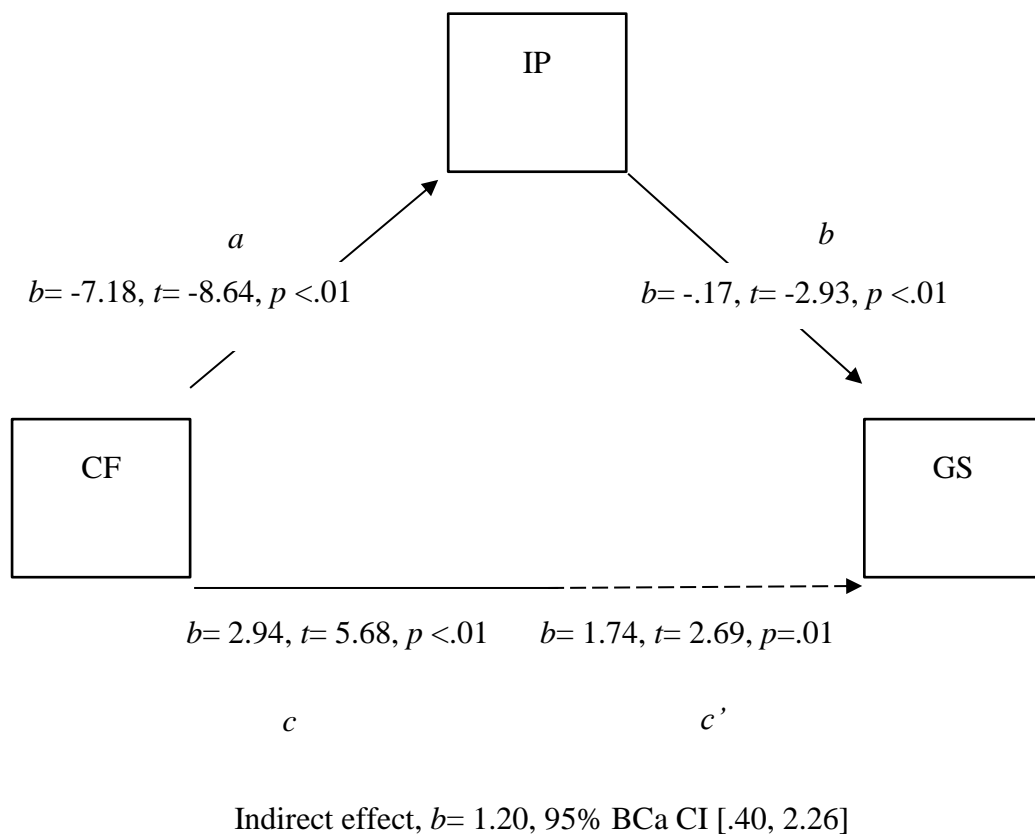 IP
a
b
b= -7.18, t= -8.64, p <.01
b= -.17, t= -2.93, p <.01
CF
GS
b= 2.94, t= 5.68, p <.01
b= 1.74, t= 2.69, p=.01
c
c’
Indirect effect, b= 1.20, 95% BCa CI [.40, 2.26]